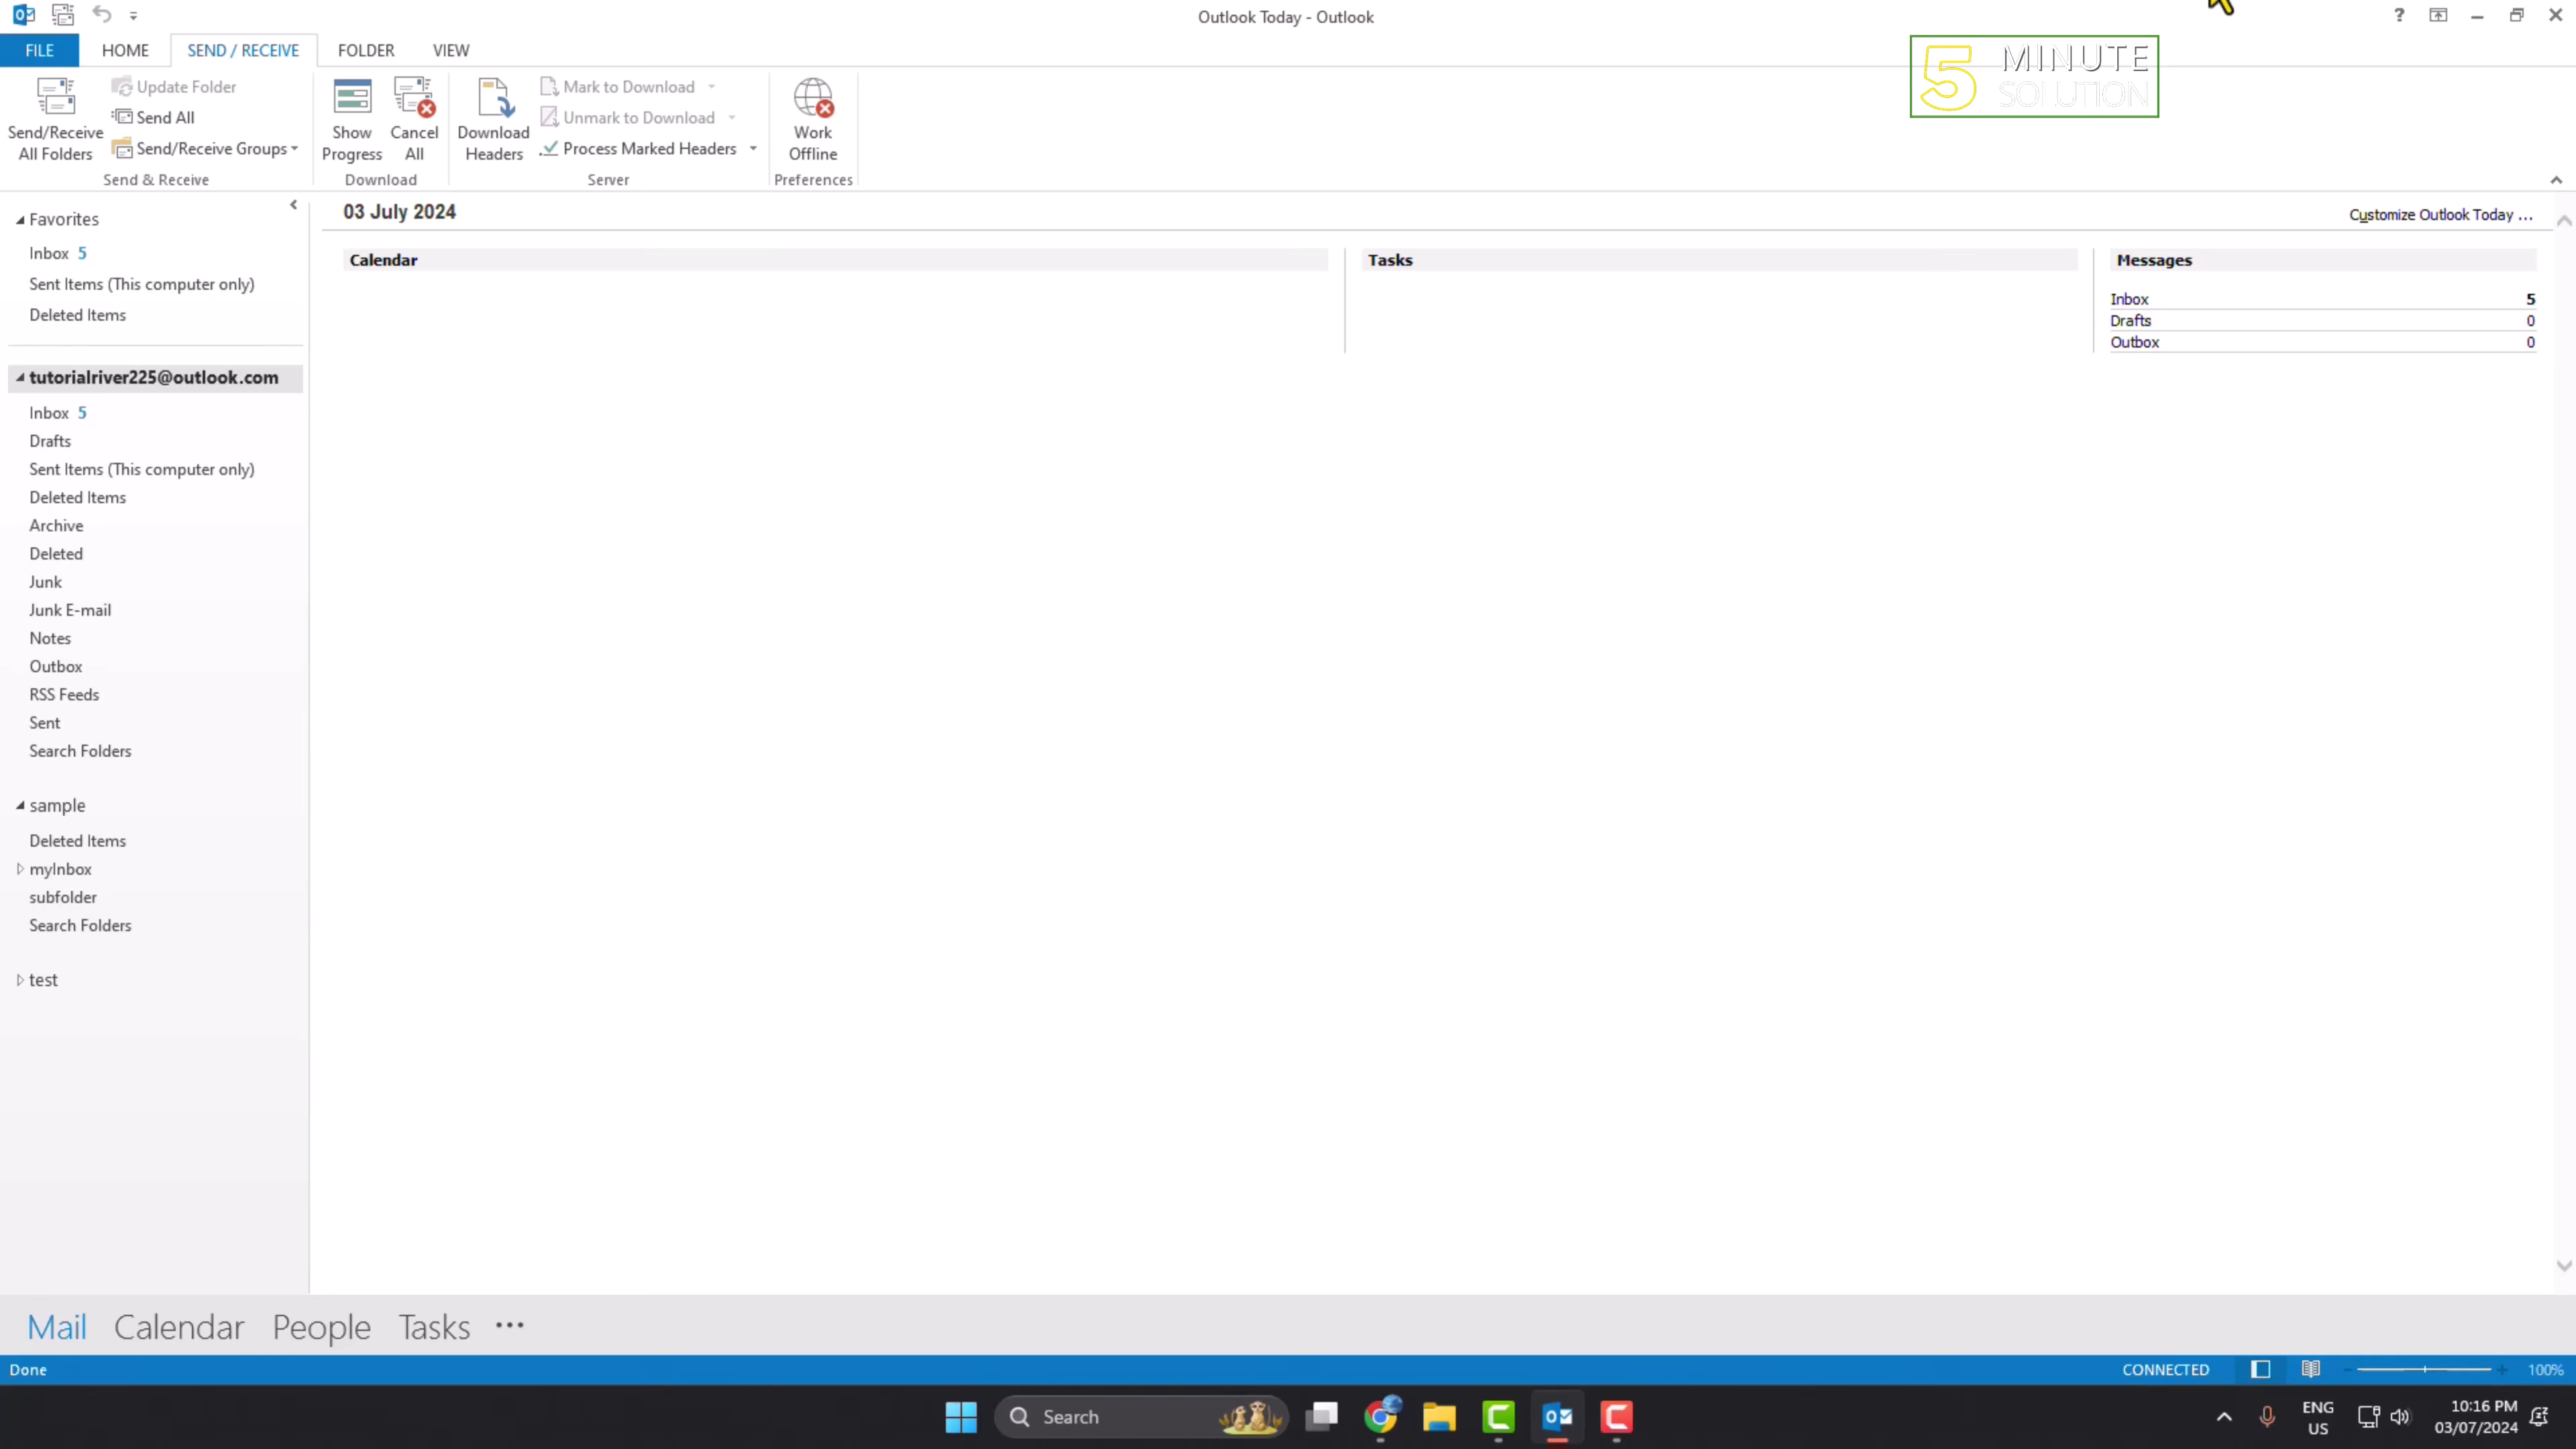 Outlook Today - Outlook
?
5 MINUTE
SOLUTION
FILE HOME SEND / RECEIVE FOLDER VIEW
Send/Receive
All Folders
Update Folder
Send All
Send/Receive Groups
Send & Receive
Show
Progress
Cancel
All
Download
Download
Headers
Mark to Download
Unmark to Download
Process Marked Headers
Server
Work
Offline
Preferences
Favorites
Inbox 5
Sent Items (This computer only)
Deleted Items
tutorialriver225@outlook.com
Inbox 5
Drafts
Sent Items (This computer only)
Deleted Items
Archive
Deleted
Junk
Junk E-mail
Notes
Outbox
RSS Feeds
Sent
Search Folders
sample
Deleted Items
myInbox
subfolder
Search Folders
test
03 July 2024
Customize Outlook Today ...
Calendar
Tasks
Messages
Inbox 5
Drafts 0
Outbox 0
Mail Calendar People Tasks ...
Done
CONNECTED
100%
Search
ENG
US
10:16 PM
03/07/2024